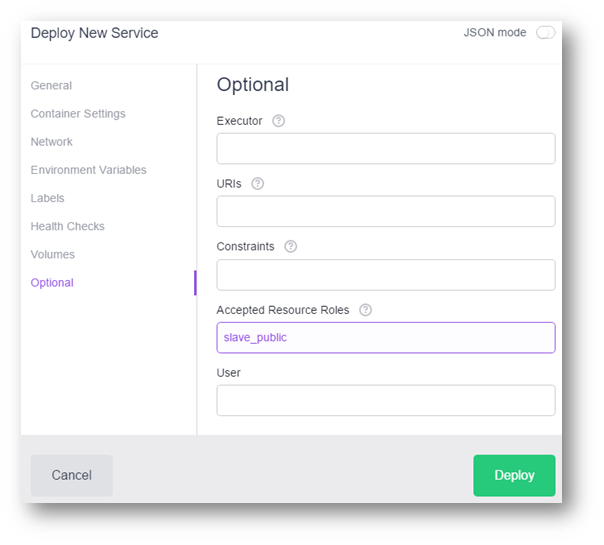 Deploy New Service
JSON mode
General
Container Settings
Network
Environment Variables
Labels
Health Checks
Volumes
Optional
Optional
Executor ?
URIs ?
Constraints ?
Accepted Resource Roles ?
slave_public
User
Cancel
Deploy